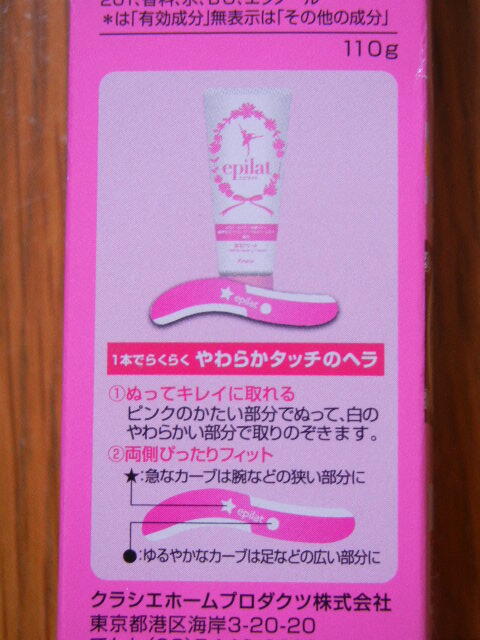 *は「有効成分」無表示は「その他の成分」
110g
epilat
epilat
1本でらくらく やわらかタッチのヘラ
①ぬってキレイに取れる
ピンクのかたい部分でぬって、白の
やわらかい部分で取りのぞきます。
②両側ぴったりフィット
★:急なカーブは腕などの狭い部分に
epilat
●:ゆるやかなカーブは足などの広い部分に
クラシエホームプロダクツ株式会社
東京都港区海岸3-20-20